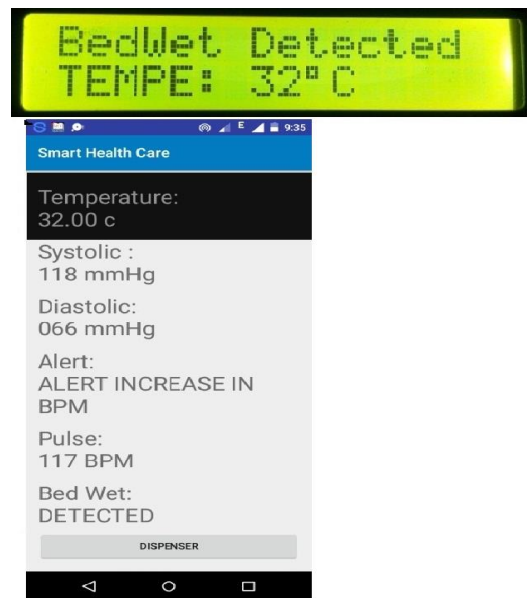 BedWet Detected
TEMPE: 32°C
E 9:35
Smart Health Care
Temperature:
32.00 c
Systolic :
118 mmHg
Diastolic:
066 mmHg
Alert:
ALERT INCREASE IN
BPM
Pulse:
117 BPM
Bed Wet:
DETECTED
DISPENSER